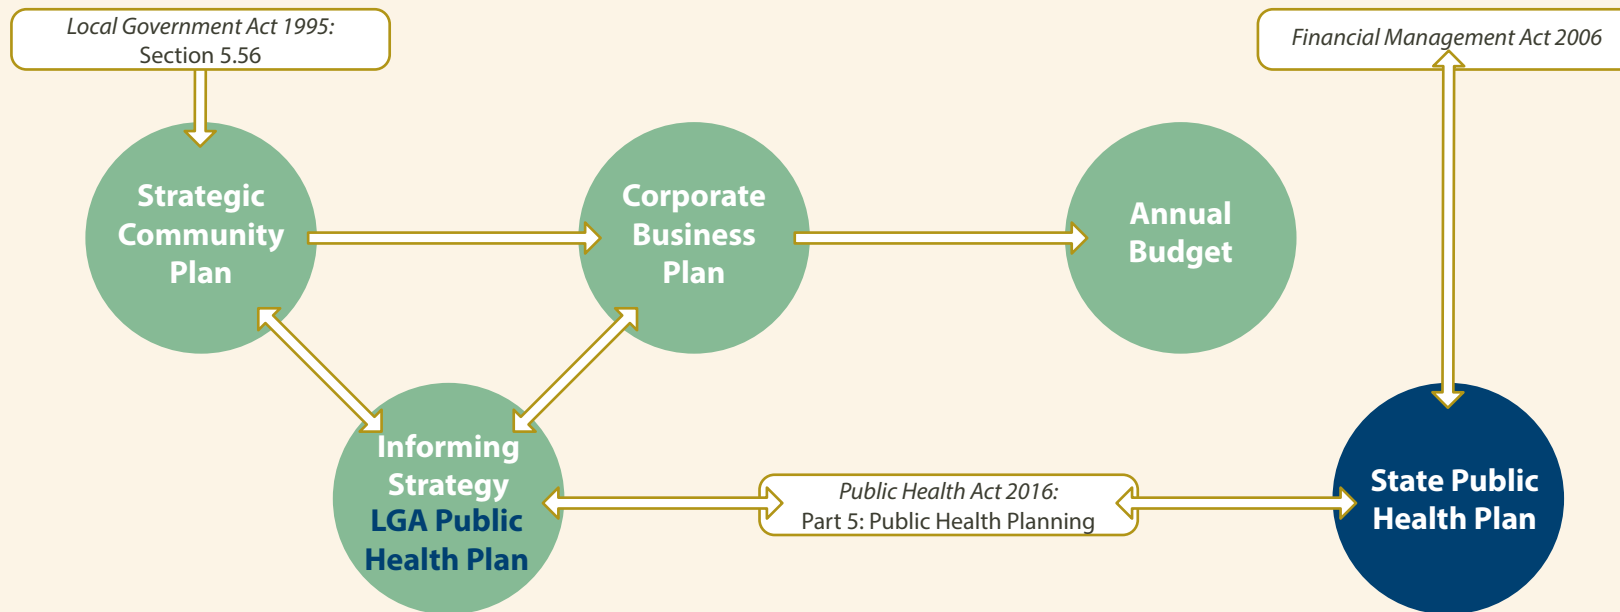 Local Government Act 1995:
Section 5.56
Financial Management Act 2006
Strategic
Community
Plan
Corporate
Business
Plan
Annual
Budget
Informing
Strategy
LGA Public
Health Plan
Public Health Act 2016:
Part 5: Public Health Planning
State Public
Health Plan